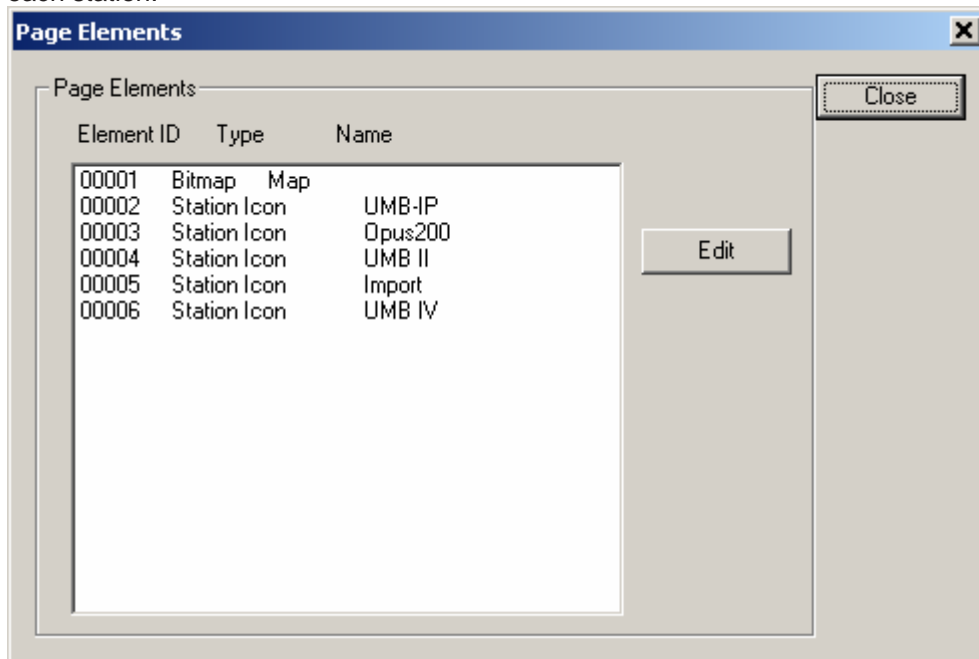 Page Elements
Page Elements
Close
Element ID Type Name
00001 Bitmap Map
00002 Station Icon UMB-IP
00003 Station Icon Opus200
00004 Station Icon UMB II
00005 Station Icon Import
00006 Station Icon UMB IV
Edit